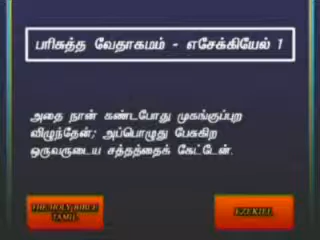 பரிசுத்த வேதாகமம் - எசேக்கியேல் 1
அதை நான் கண்டபோது முகங்குப்புற
விழுந்தேன்; அப்பொழுது பேசுகிற
ஒருவருடைய சத்தத்தைக் கேட்டேன்.
THE HOLY BIBLE
TAMIL
EZEKIEL